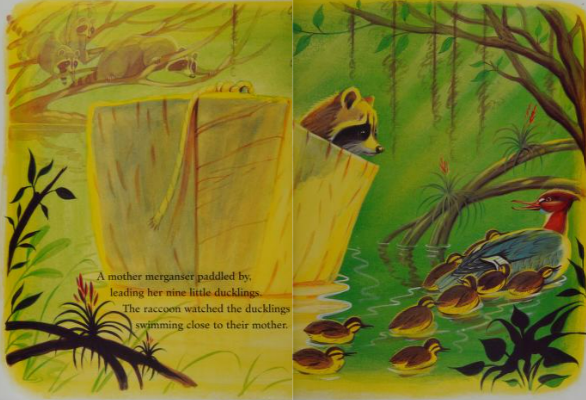 A mother merganser paddled by,
leading her nine little ducklings.
The raccoon watched the ducklings
swimming close to their mother.